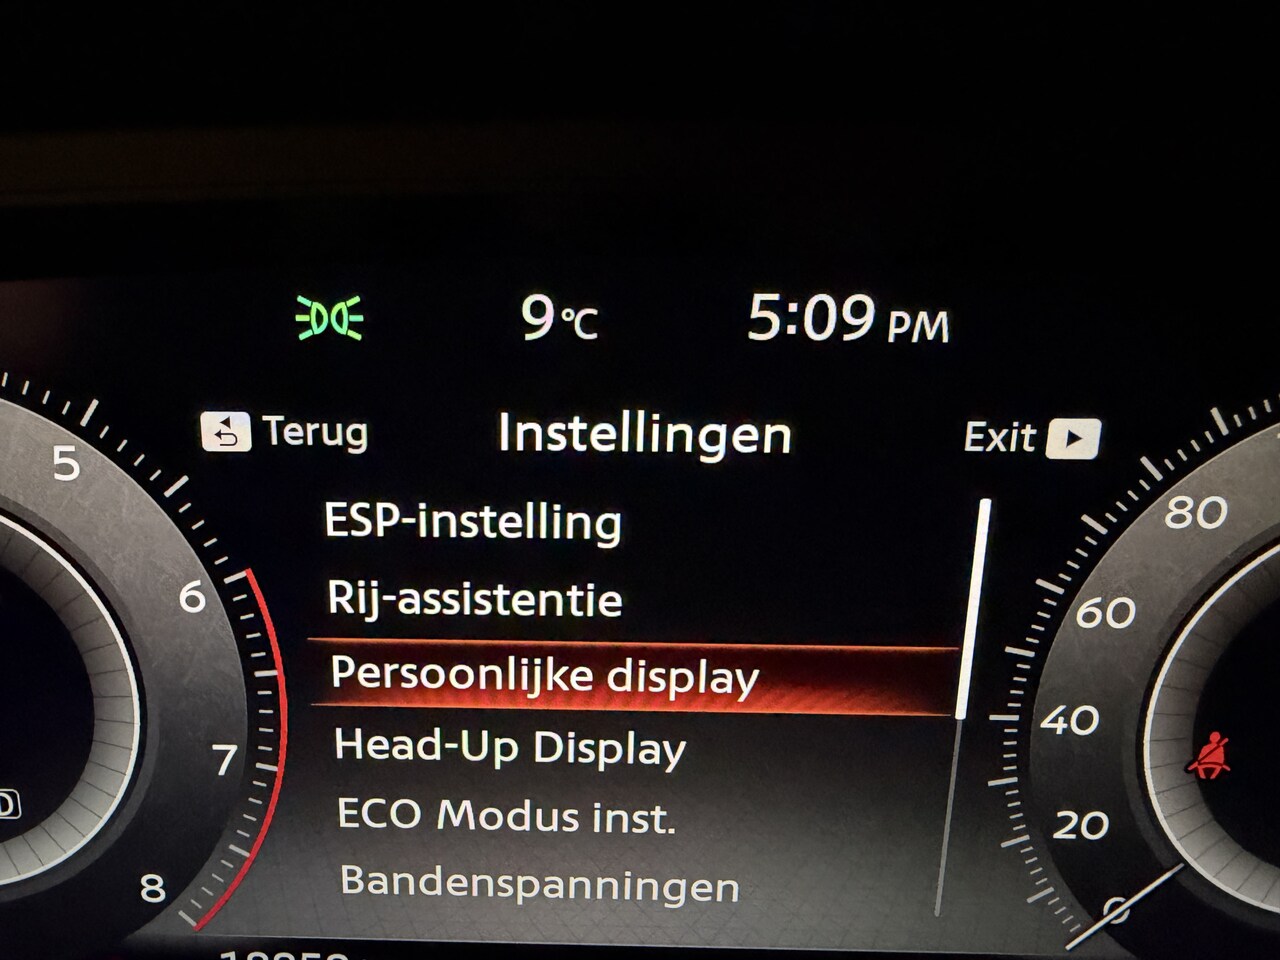 9°C
5:09 PM
Terug
Instellingen
Exit
ESP-instelling
Rij-assistentie
Persoonlijke display
Head-Up Display
ECO Modus inst.
Bandenspanningen
5
6
7
8
80
60
40
20
0
D